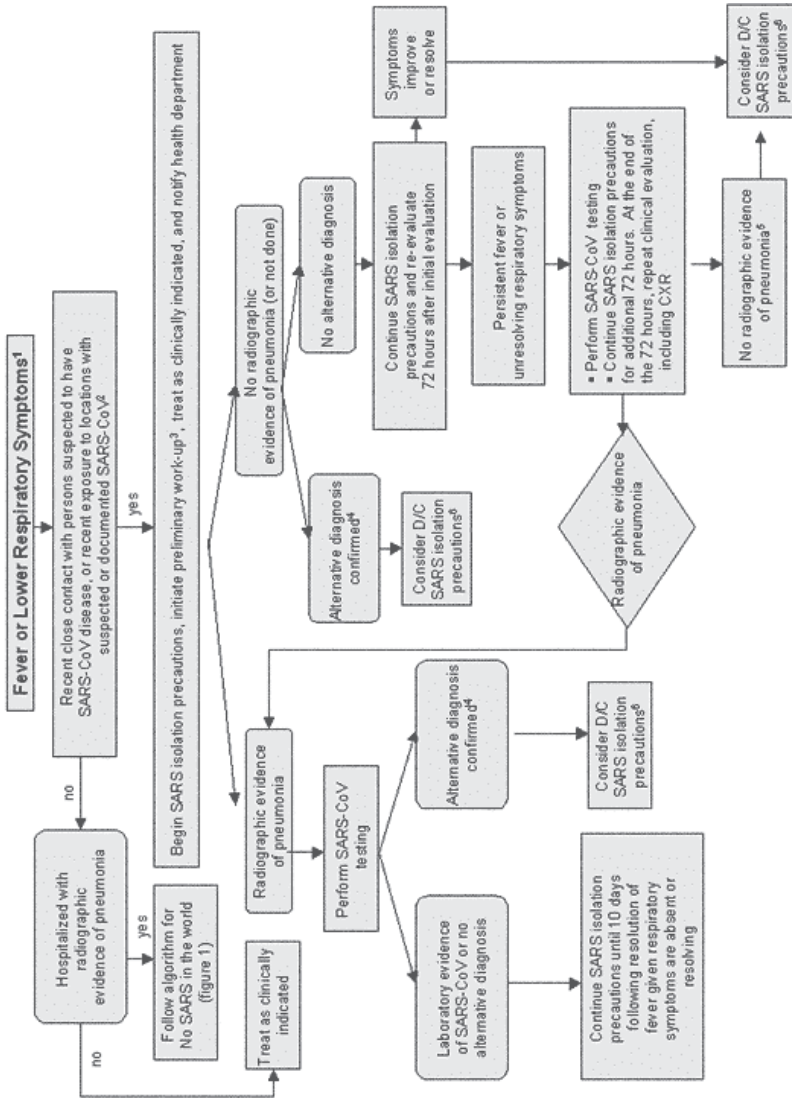 Fever or Lower Respiratory Symptoms¹
Recent close contact with persons suspected to have
SARS-CoV disease, or recent exposure to locations with
suspected or documented SARS-CoV²
no
yes
Hospitalized with
radiographic
evidence of pneumonia
no
yes
Follow algorithm for
No SARS in the world
(figure 1)
Treat as clinically
indicated
Begin SARS isolation precautions, initiate preliminary work-up³, treat as clinically indicated, and notify health department
Radiographic evidence
of pneumonia
No radiographic
evidence of pneumonia (or not done)
Perform SARS-CoV
testing
Laboratory evidence
of SARS-CoV or no
alternative diagnosis
Alternative diagnosis
confirmed⁴
Continue SARS isolation
precautions until 10 days
following resolution of
fever given respiratory
symptoms are absent or
resolving
Consider D/C
SARS isolation
precautions⁶
Alternative diagnosis
confirmed⁴
Consider D/C
SARS isolation
precautions⁶
No alternative diagnosis
Continue SARS isolation
precautions and re-evaluate
72 hours after initial evaluation
Symptoms
improve
or resolve
Persistent fever or
unresolving respiratory symptoms
▪ Perform SARS-CoV testing
▪ Continue SARS isolation precautions
for additional 72 hours. At the end of
the 72 hours, repeat clinical evaluation,
including CXR
Radiographic evidence
of pneumonia
No radiographic evidence
of pneumonia⁵
Consider D/C
SARS isolation
precautions⁶